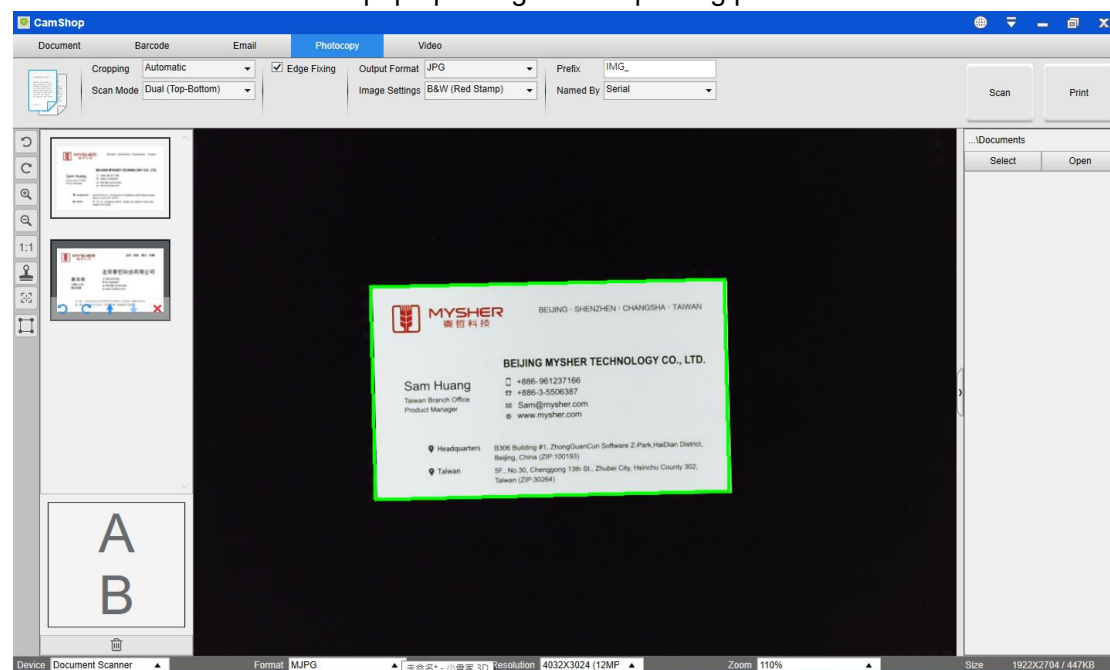 CamShop
Document Barcode Email Photocopy Video
Cropping Automatic Edge Fixing Output Format JPG Prefix IMG_
Scan Mode Dual (Top-Bottom) Image Settings B&W (Red Stamp) Named By Serial
Scan Print
...\Documents
Select Open
1:1
MYSHER
麦哲科技
BEIJING · SHENZHEN · CHANGSHA · TAIWAN
BEIJING MYSHER TECHNOLOGY CO., LTD.
Sam Huang
Taiwan Branch Office
Product Manager
+886-961237166
+886-3-5506387
Sam@mysher.com
www.mysher.com
Headquarters B306 Building #1, ZhongGuanCun Software Z-Park,HaiDian District,
Beijing, China (ZIP:100193)
Taiwan 5F., No.30, Chenggong 13th St., Zhubei City, Hsinchu County 302,
Taiwan (ZIP:30264)
A
B
Device Document Scanner Format MJPG Resolution 4032X3024 (12MP Zoom 110% Size 1922X2704 / 447KB